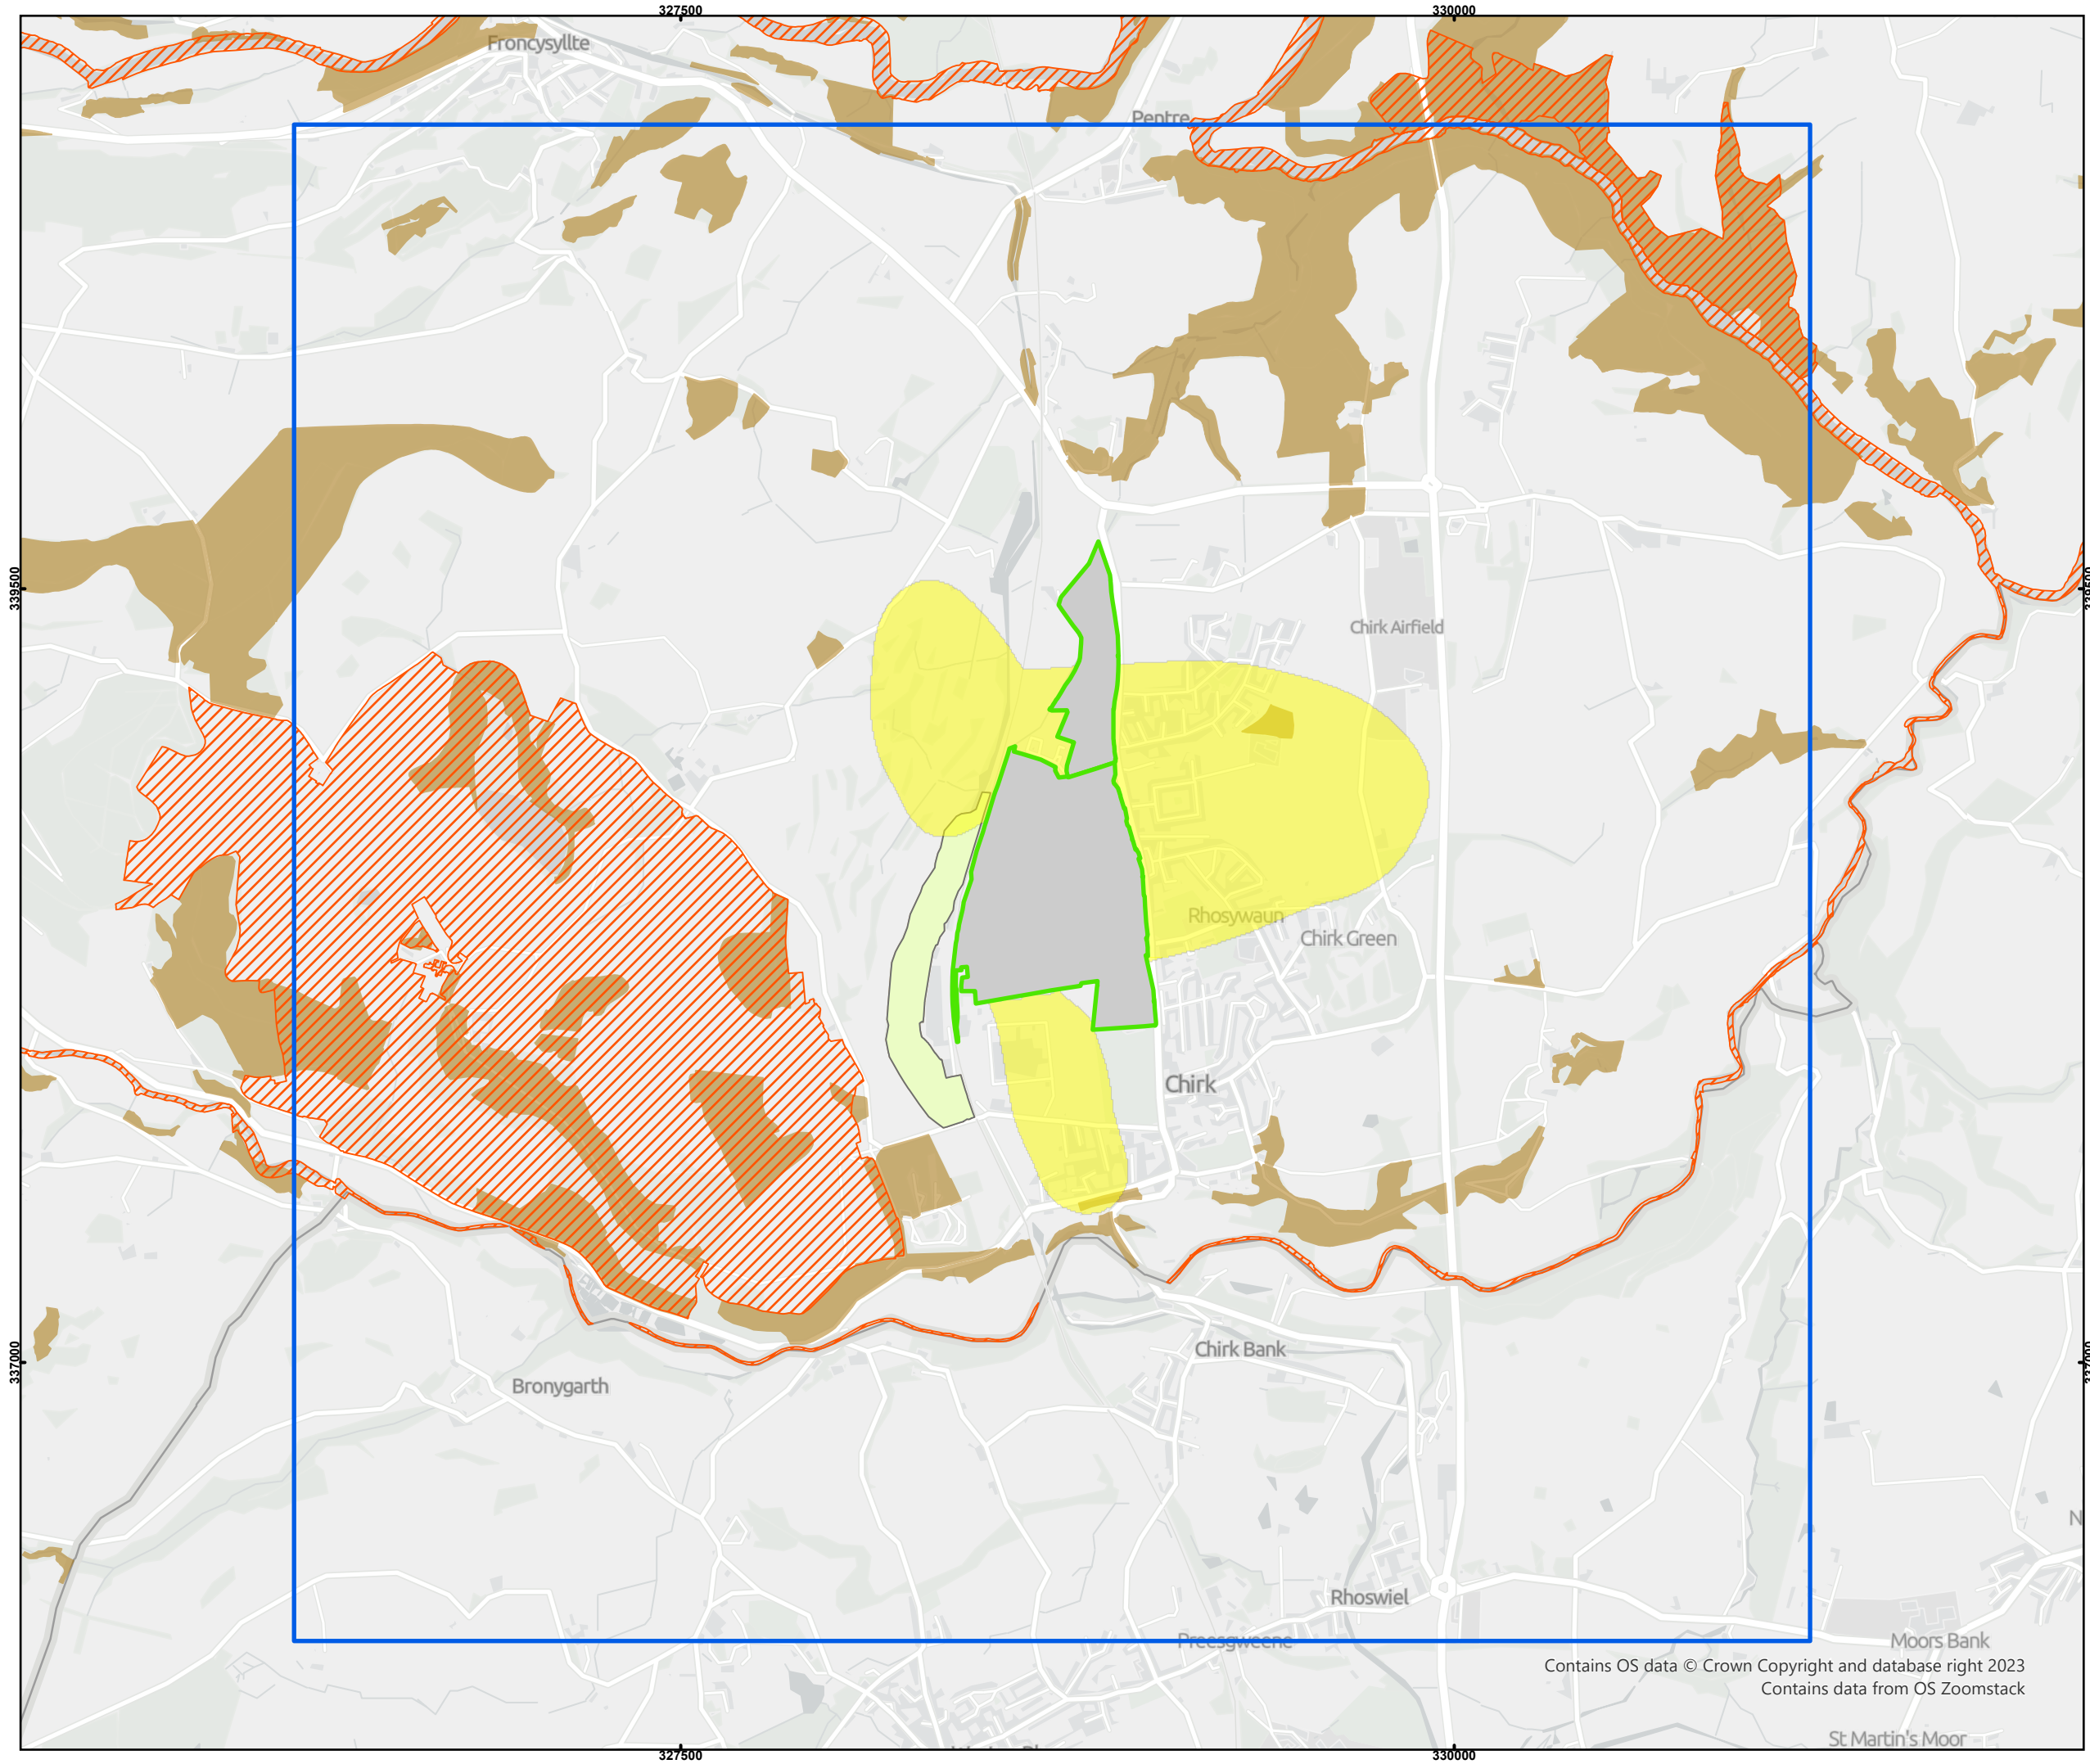 327500 330000
Froncysyllte
Pentre
339500
Chirk Airfield
Rhosywaun
Chirk Green
Chirk
Chirk Bank
337000
Bronygarth
Rhoswiel
Preesgweene
Moors Bank
Contains OS data © Crown Copyright and database right 2023
Contains data from OS Zoomstack
St Martin's Moor
327500 330000